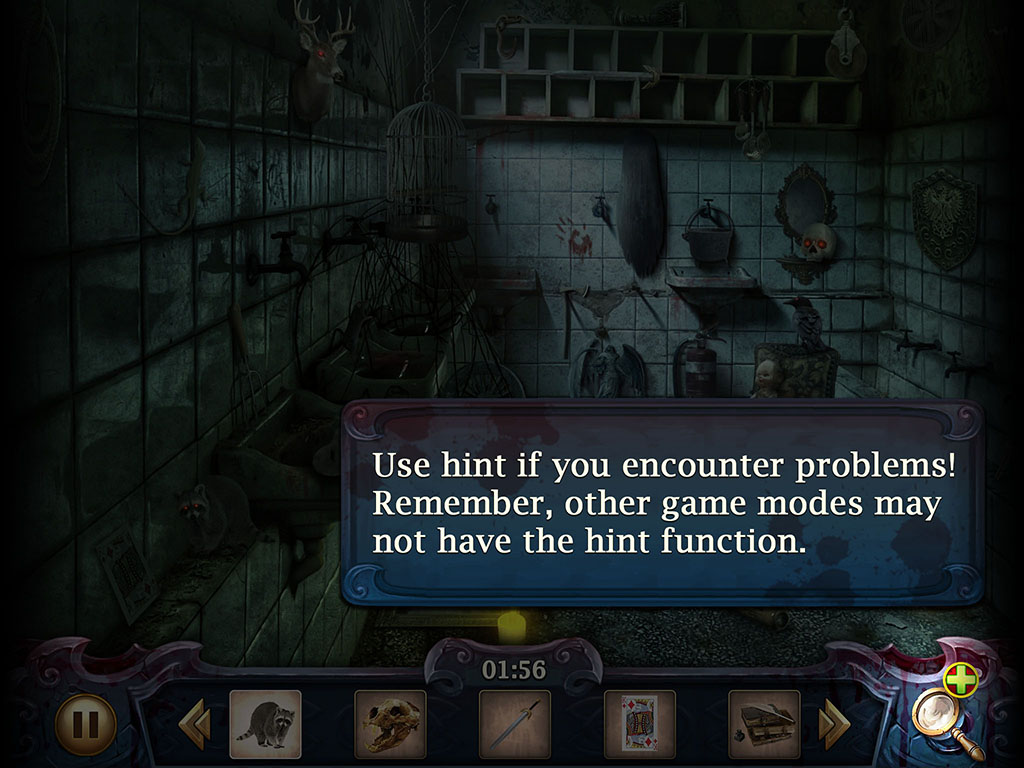 Use hint if you encounter problems!
Remember, other game modes may
not have the hint function.
01:56